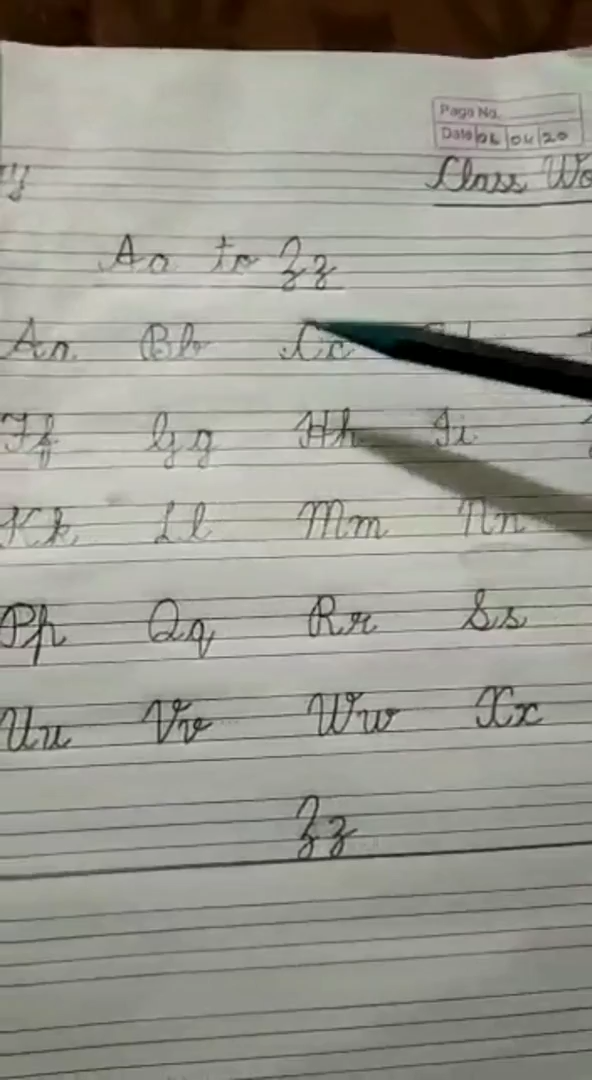 Page No.
Date 06 04 20
Class Wo
Aa to Zz
Aa Bb Cc
Ff Gg Hh Ii
Kk Ll Mm Nn
Pp Qq Rr Ss
Uu Vv Ww Xx
Zz